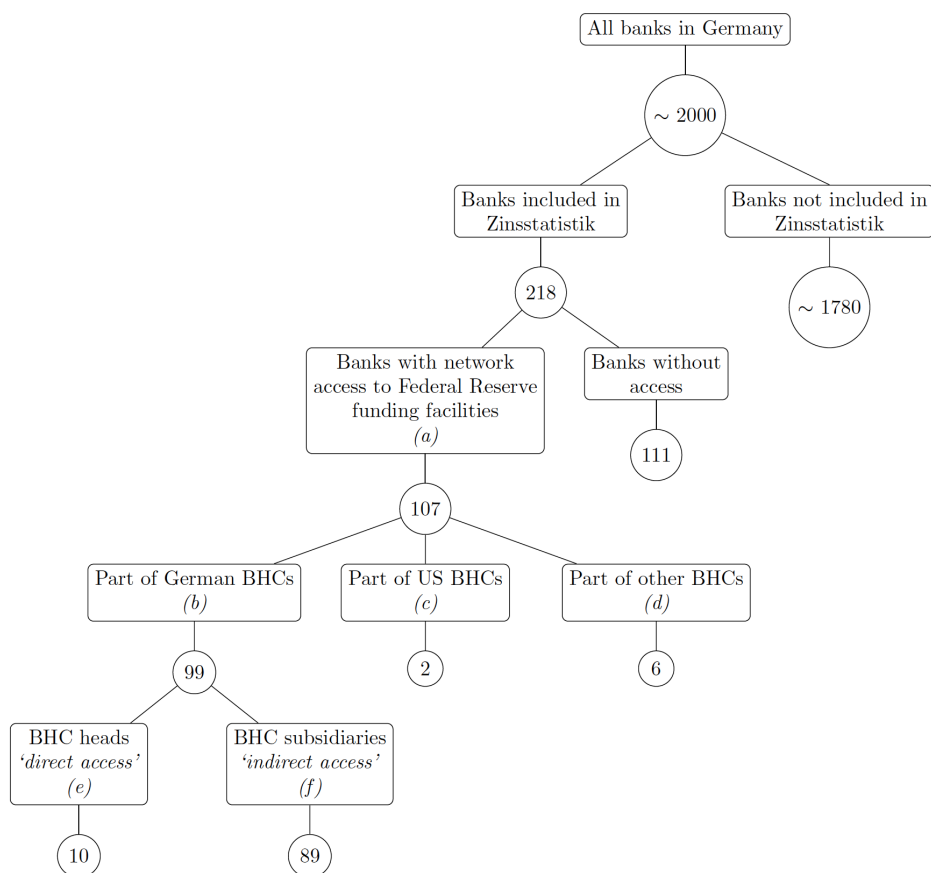 All banks in Germany
∼ 2000
Banks included in
Zinsstatistik
Banks not included in
Zinsstatistik
218
∼ 1780
Banks with network
access to Federal Reserve
funding facilities
(a)
Banks without
access
111
107
Part of German BHCs
(b)
Part of US BHCs
(c)
Part of other BHCs
(d)
99
2
6
BHC heads
‘direct access’
(e)
BHC subsidiaries
‘indirect access’
(f)
10
89